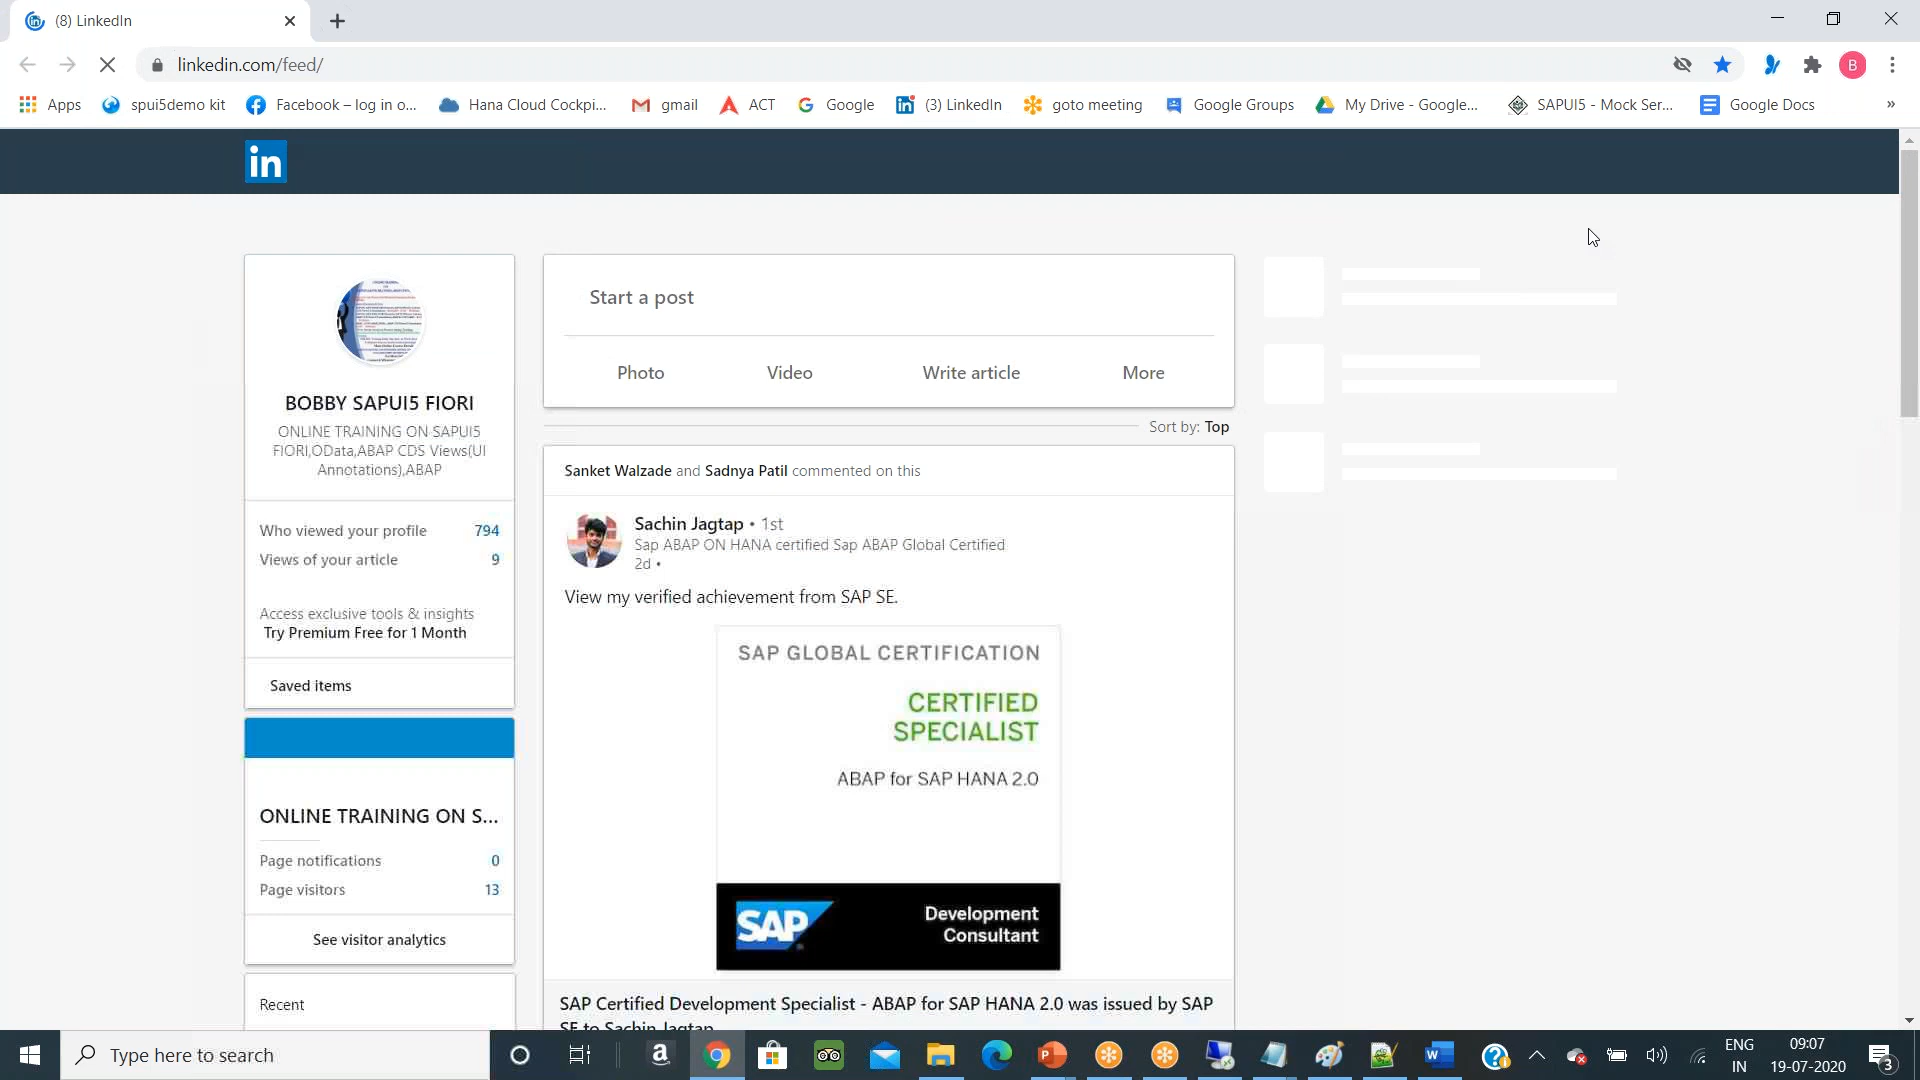 (8) LinkedIn
linkedin.com/feed/
B
Apps
spui5demo kit
Facebook – log in o...
Hana Cloud Cockpi...
gmail
ACT
Google
(3) LinkedIn
goto meeting
Google Groups
My Drive - Google...
SAPUI5 - Mock Ser...
Google Docs
»
in
Start a post
Photo
Video
Write article
More
Sort by: Top
BOBBY SAPUI5 FIORI
ONLINE TRAINING ON SAPUI5
FIORI,OData,ABAP CDS Views(UI
Annotations),ABAP
Who viewed your profile 794
Views of your article 9
Access exclusive tools & insights
Try Premium Free for 1 Month
Saved items
ONLINE TRAINING ON S...
Page notifications 0
Page visitors 13
See visitor analytics
Recent
Sanket Walzade and Sadnya Patil commented on this
Sachin Jagtap • 1st
Sap ABAP ON HANA certified Sap ABAP Global Certified
2d •
View my verified achievement from SAP SE.
SAP GLOBAL CERTIFICATION
CERTIFIED
SPECIALIST
ABAP for SAP HANA 2.0
SAP
Development
Consultant
SAP Certified Development Specialist - ABAP for SAP HANA 2.0 was issued by SAP
SE to Sachin Jagtap
Type here to search
ENG
IN
09:07
19-07-2020
3